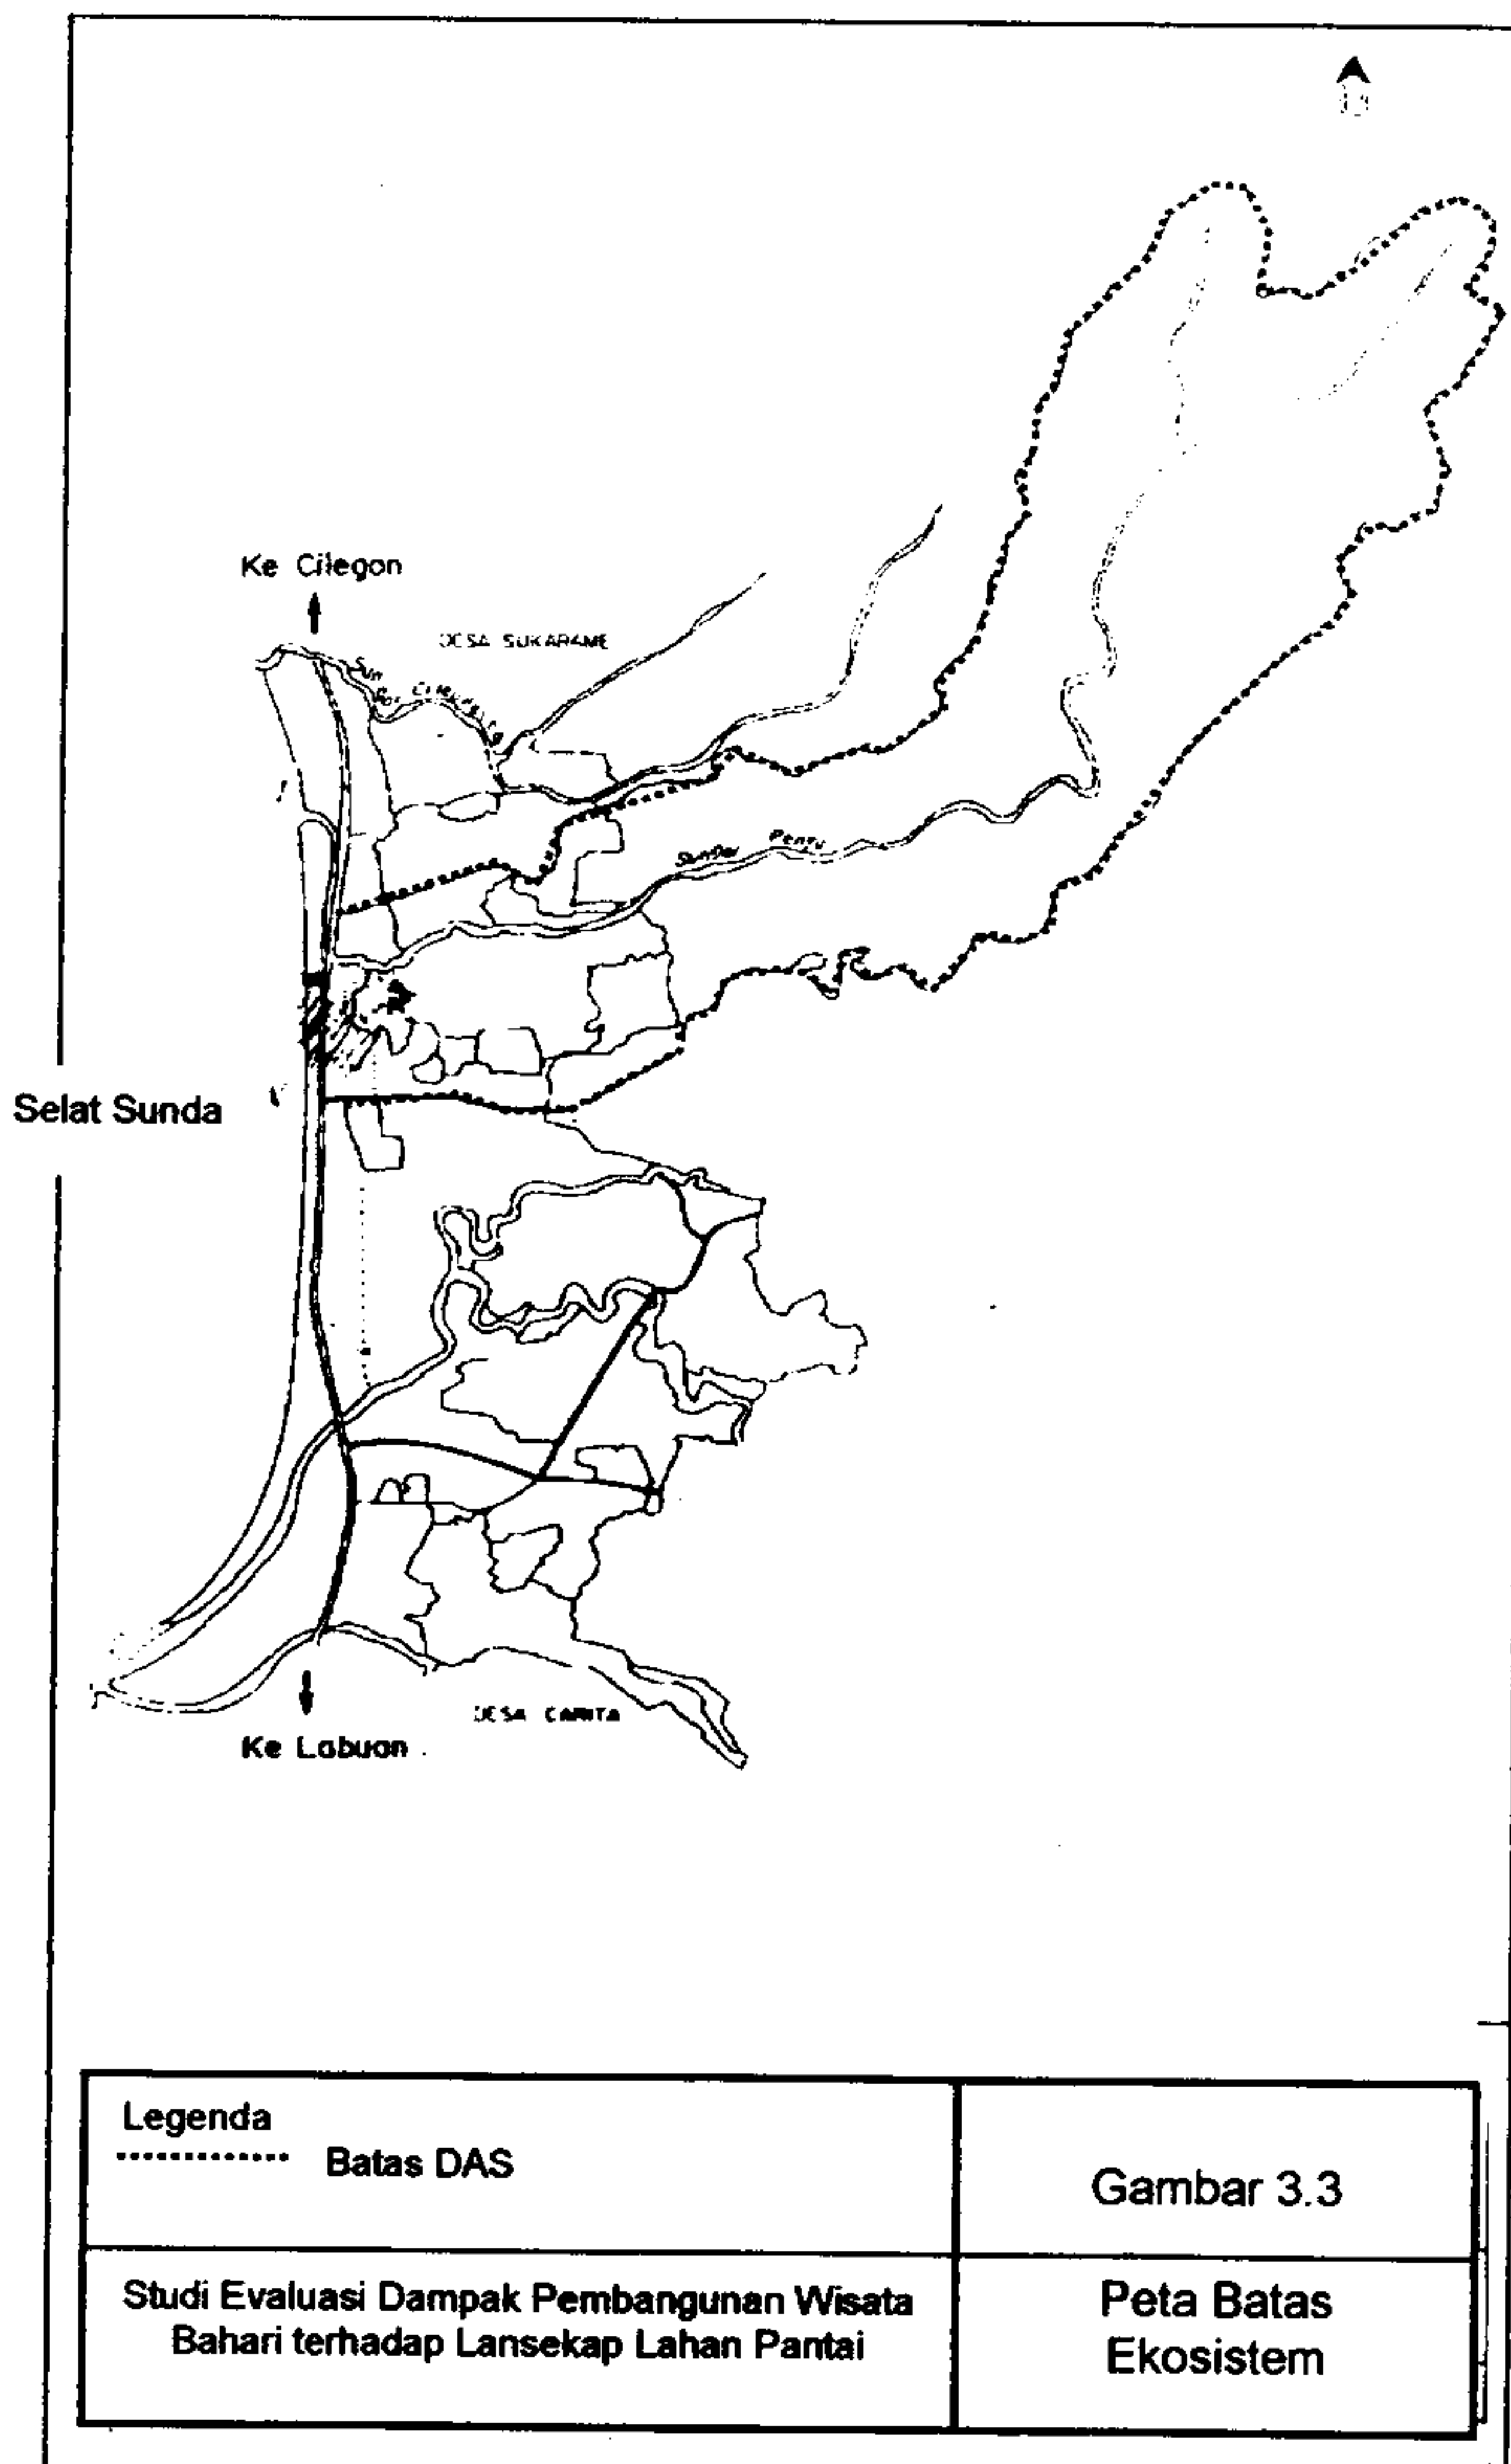 Ke Cilegon
DESA SUKARAME
Sungai
Selat Sunda
DESA CARITA
Ke Labuan
Legenda
Batas DAS
Gambar 3.3
Studi Evaluasi Dampak Pembangunan Wisata
Bahari terhadap Lansekap Lahan Pantai
Peta Batas
Ekosistem